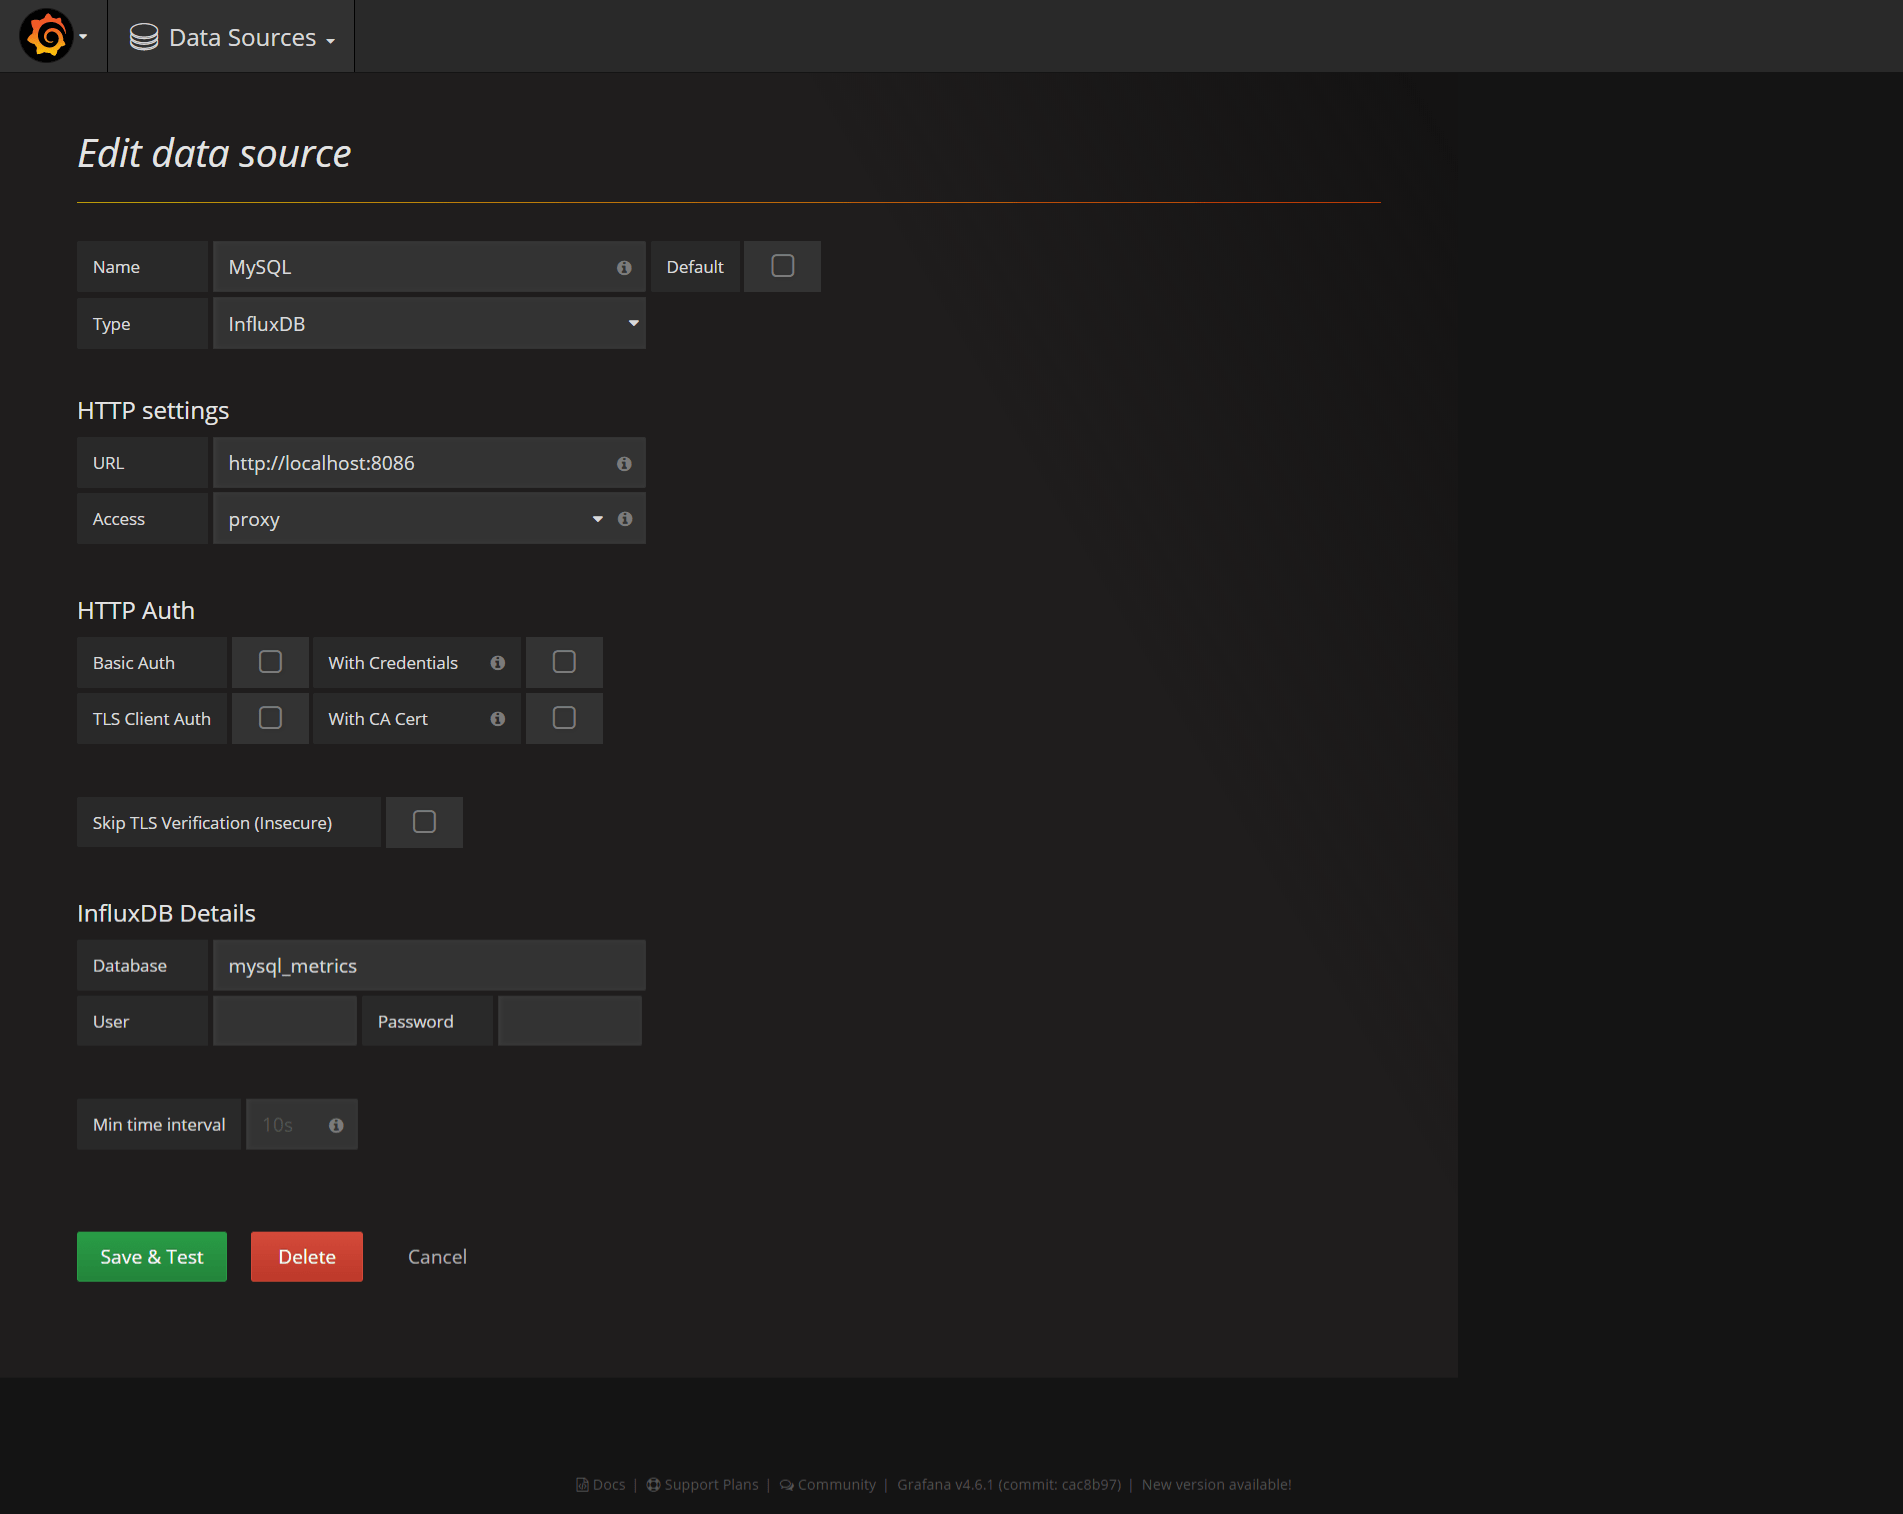 Data Sources
Edit data source
Name MySQL Default
Type InfluxDB
HTTP settings
URL http://localhost:8086
Access proxy
HTTP Auth
Basic Auth With Credentials
TLS Client Auth With CA Cert
Skip TLS Verification (Insecure)
InfluxDB Details
Database mysql_metrics
User Password
Min time interval 10s
Save & Test Delete Cancel
Docs | Support Plans | Community | Grafana v4.6.1 (commit: cac8b97) | New version available!